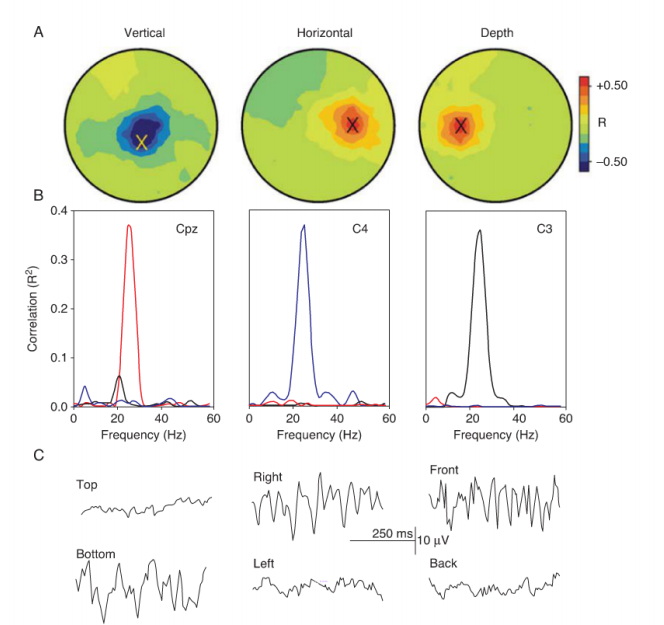 A
Vertical
Horizontal
Depth
X
X
X
+0.50
R
−0.50
B
Correlation (R²)
0.4
0.3
0.2
0.1
0.0
Cpz
C4
C3
0 20 40 60
0 20 40 60
0 20 40 60
Frequency (Hz)
Frequency (Hz)
Frequency (Hz)
C
Top
Right
Front
250 ms
10 μV
Bottom
Left
Back